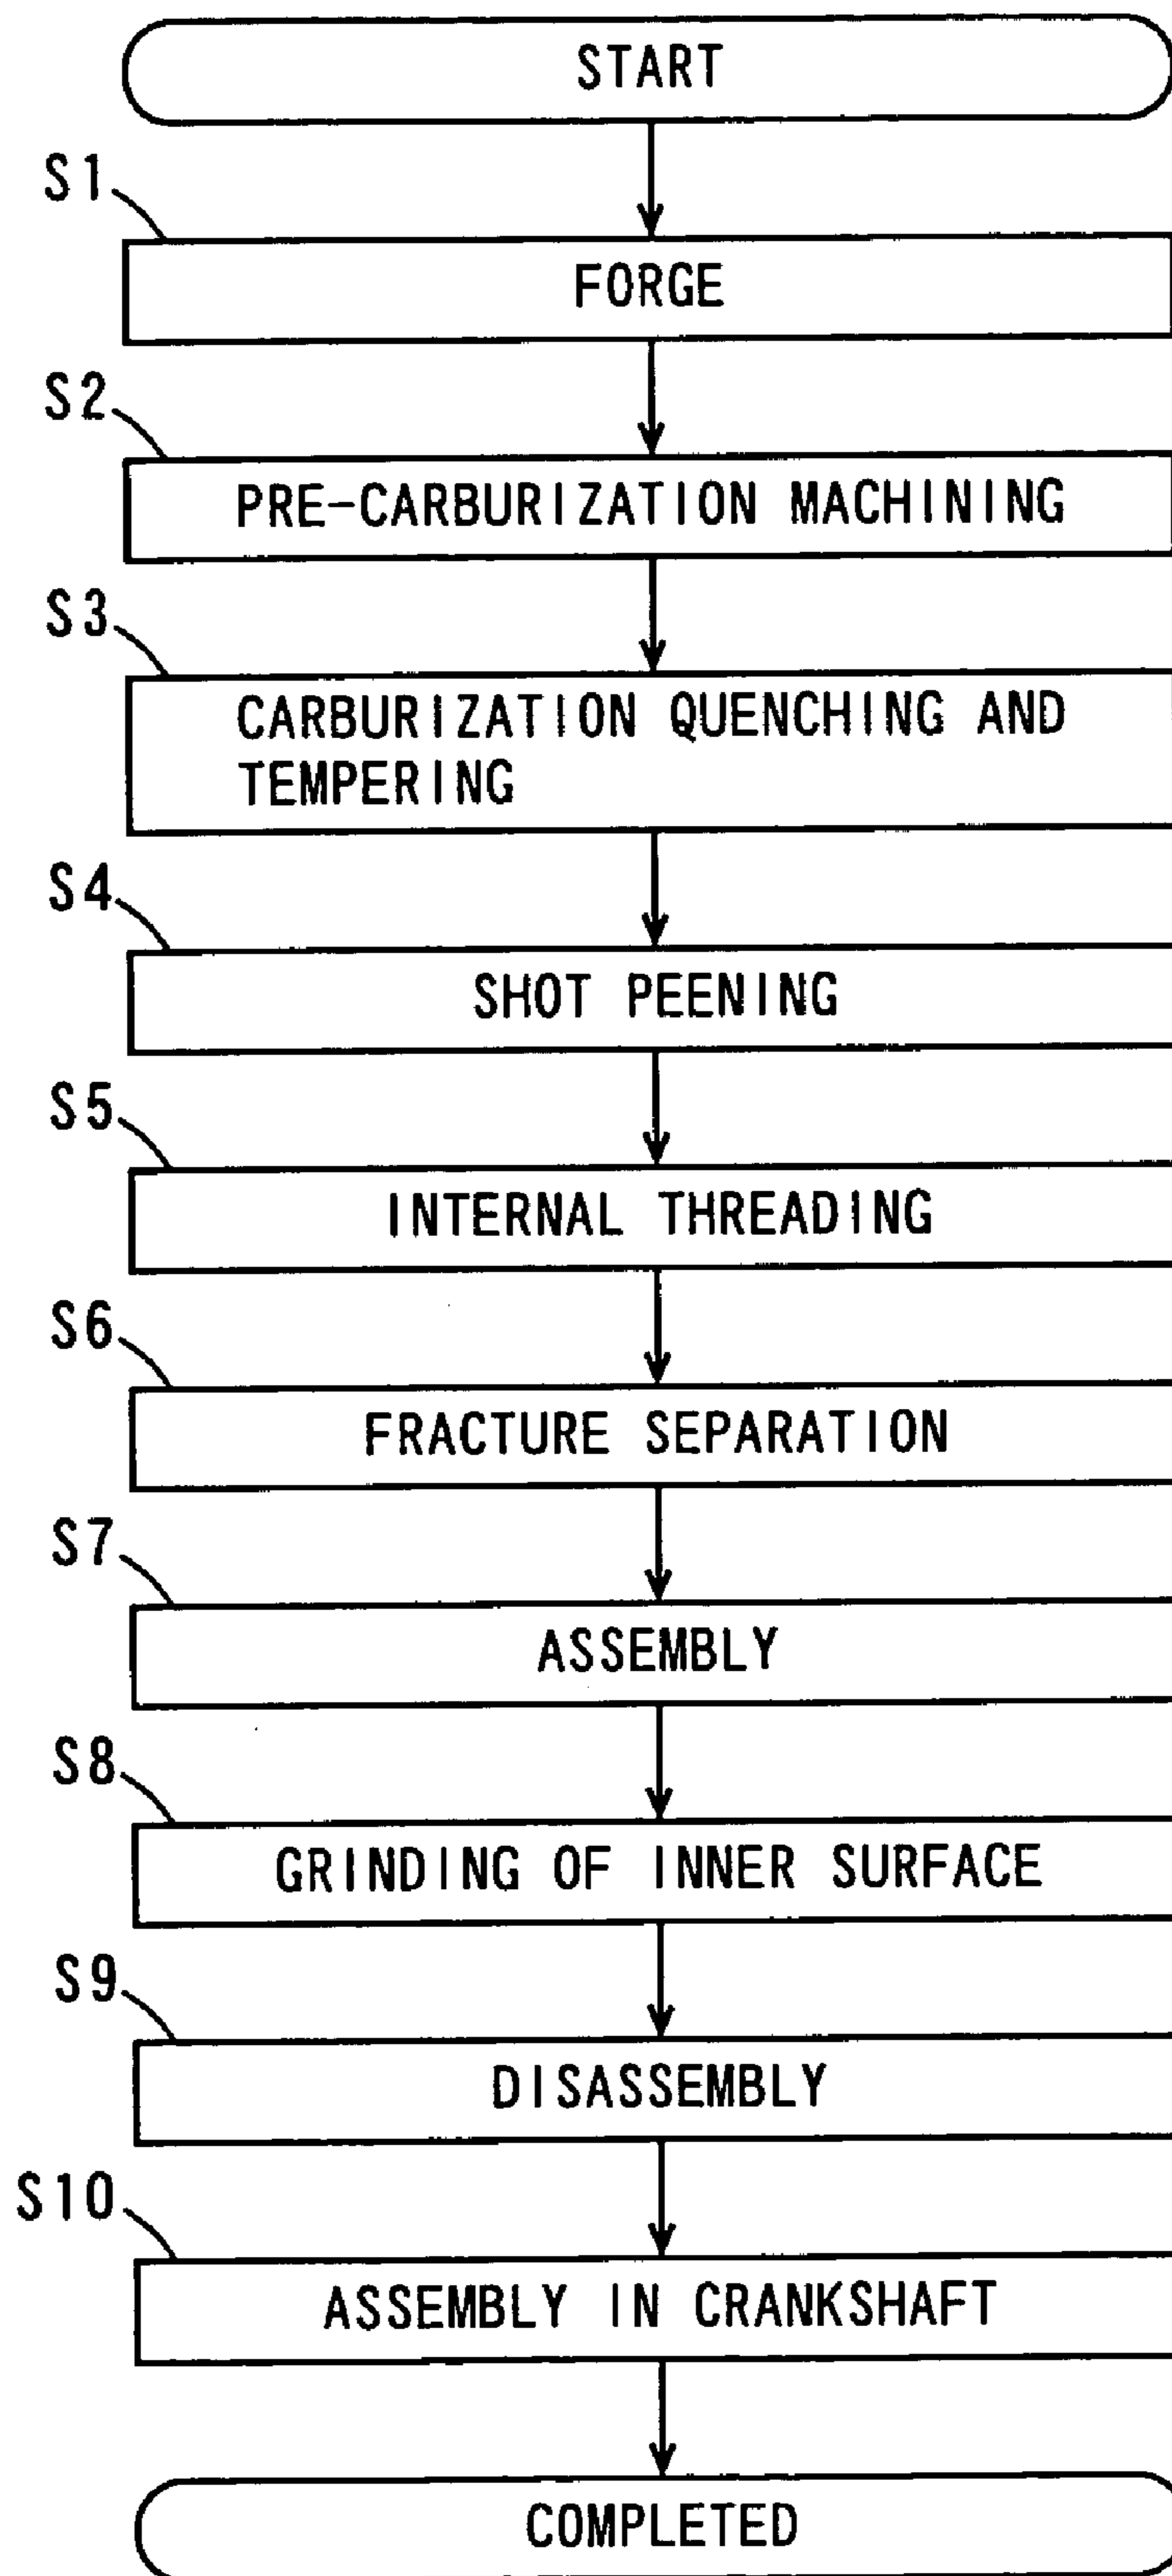 START
S1
FORGE
S2
PRE-CARBURIZATION MACHINING
S3
CARBURIZATION QUENCHING AND
TEMPERING
S4
SHOT PEENING
S5
INTERNAL THREADING
S6
FRACTURE SEPARATION
S7
ASSEMBLY
S8
GRINDING OF INNER SURFACE
S9
DISASSEMBLY
S10
ASSEMBLY IN CRANKSHAFT
COMPLETED